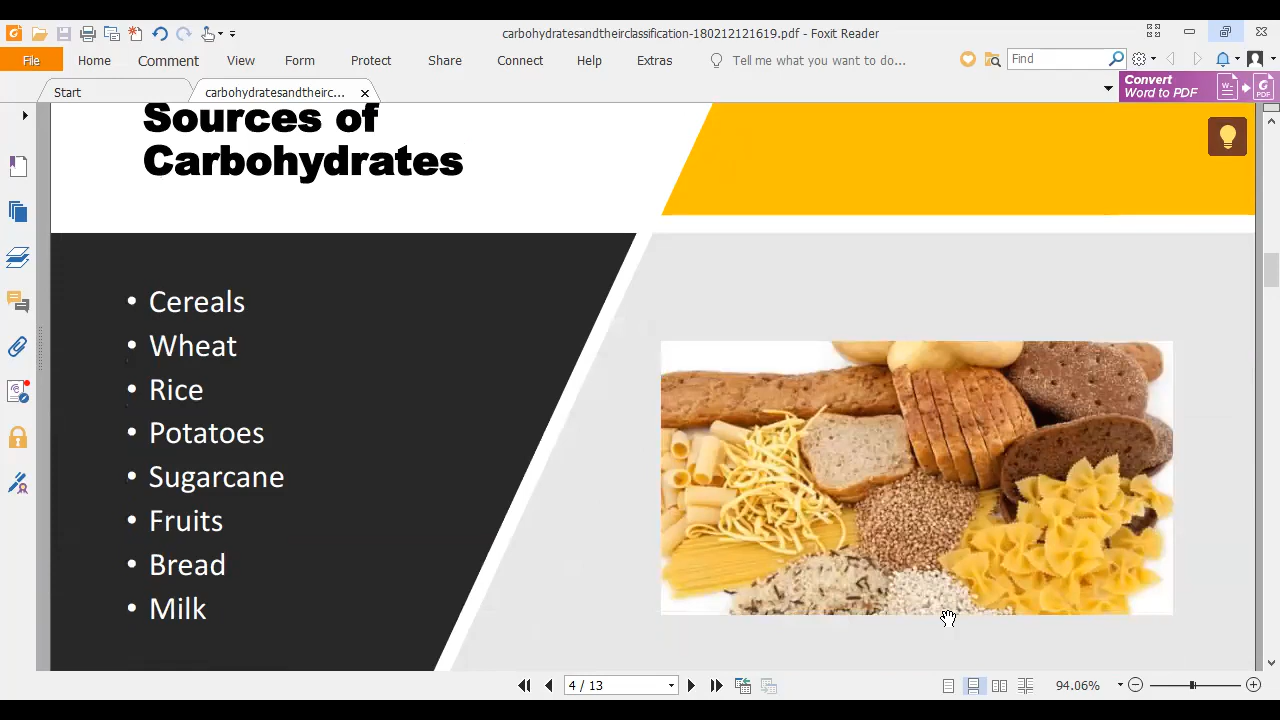 carbohydratesandtheirclassification-180212121619.pdf - Foxit Reader
File Home Comment View Form Protect Share Connect Help Extras Tell me what you want to do... Find
Start carbohydratesandtheirc...
Convert
Word to PDF
Sources of
Carbohydrates
• Cereals
• Wheat
• Rice
• Potatoes
• Sugarcane
• Fruits
• Bread
• Milk
4 / 13 94.06%